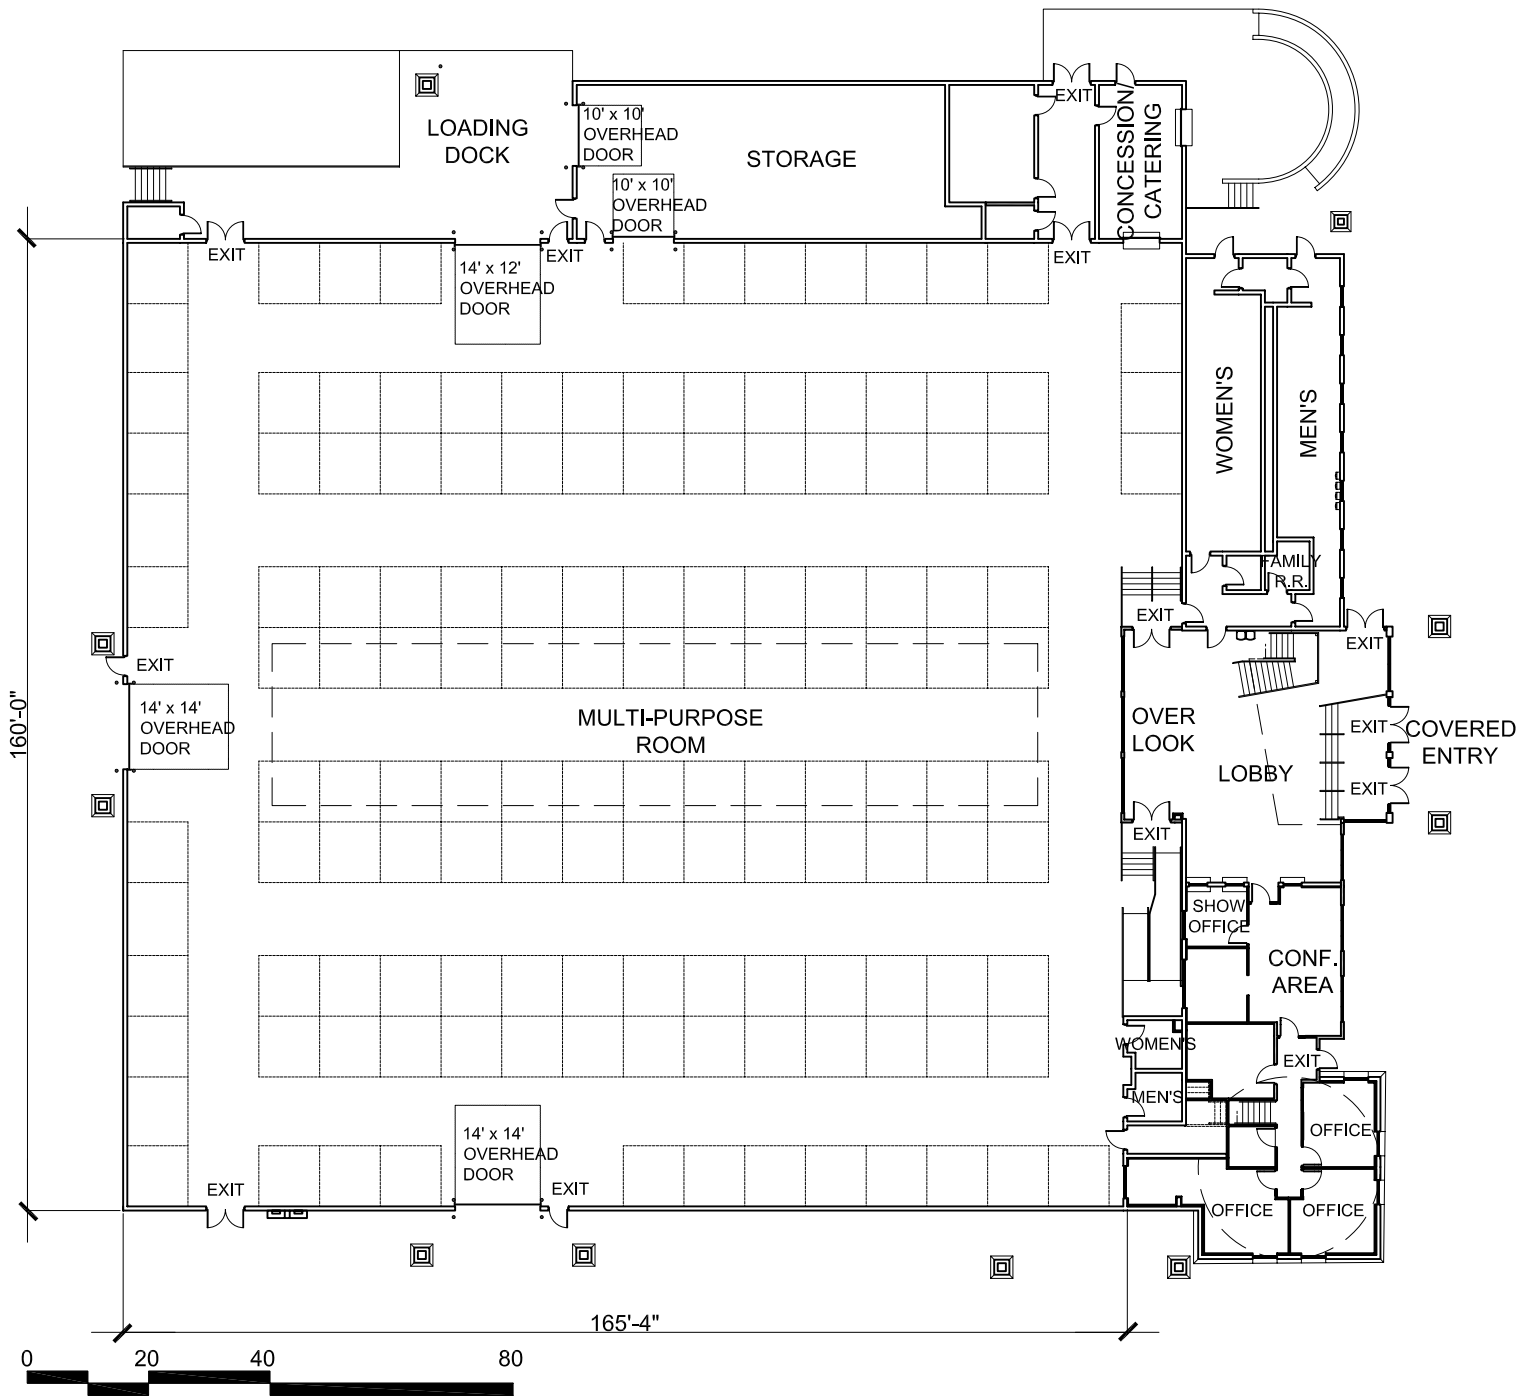 EXIT
LOADING
DOCK
10' x 10'
OVERHEAD
DOOR
STORAGE
CONCESSION/
CATERING
10' x 10'
OVERHEAD
DOOR
EXIT
EXIT
EXIT
14' x 12'
OVERHEAD
DOOR
WOMEN'S
MEN'S
FAMILY
R.R.
EXIT
EXIT
EXIT
160'-0"
14' x 14'
OVERHEAD
DOOR
MULTI-PURPOSE
ROOM
OVER
LOOK
LOBBY
EXIT
EXIT
COVERED
ENTRY
EXIT
SHOW
OFFICE
CONF.
AREA
WOMEN'S
EXIT
MEN'S
OFFICE
14' x 14'
OVERHEAD
DOOR
EXIT
EXIT
OFFICE
OFFICE
165'-4"
0 20 40 80